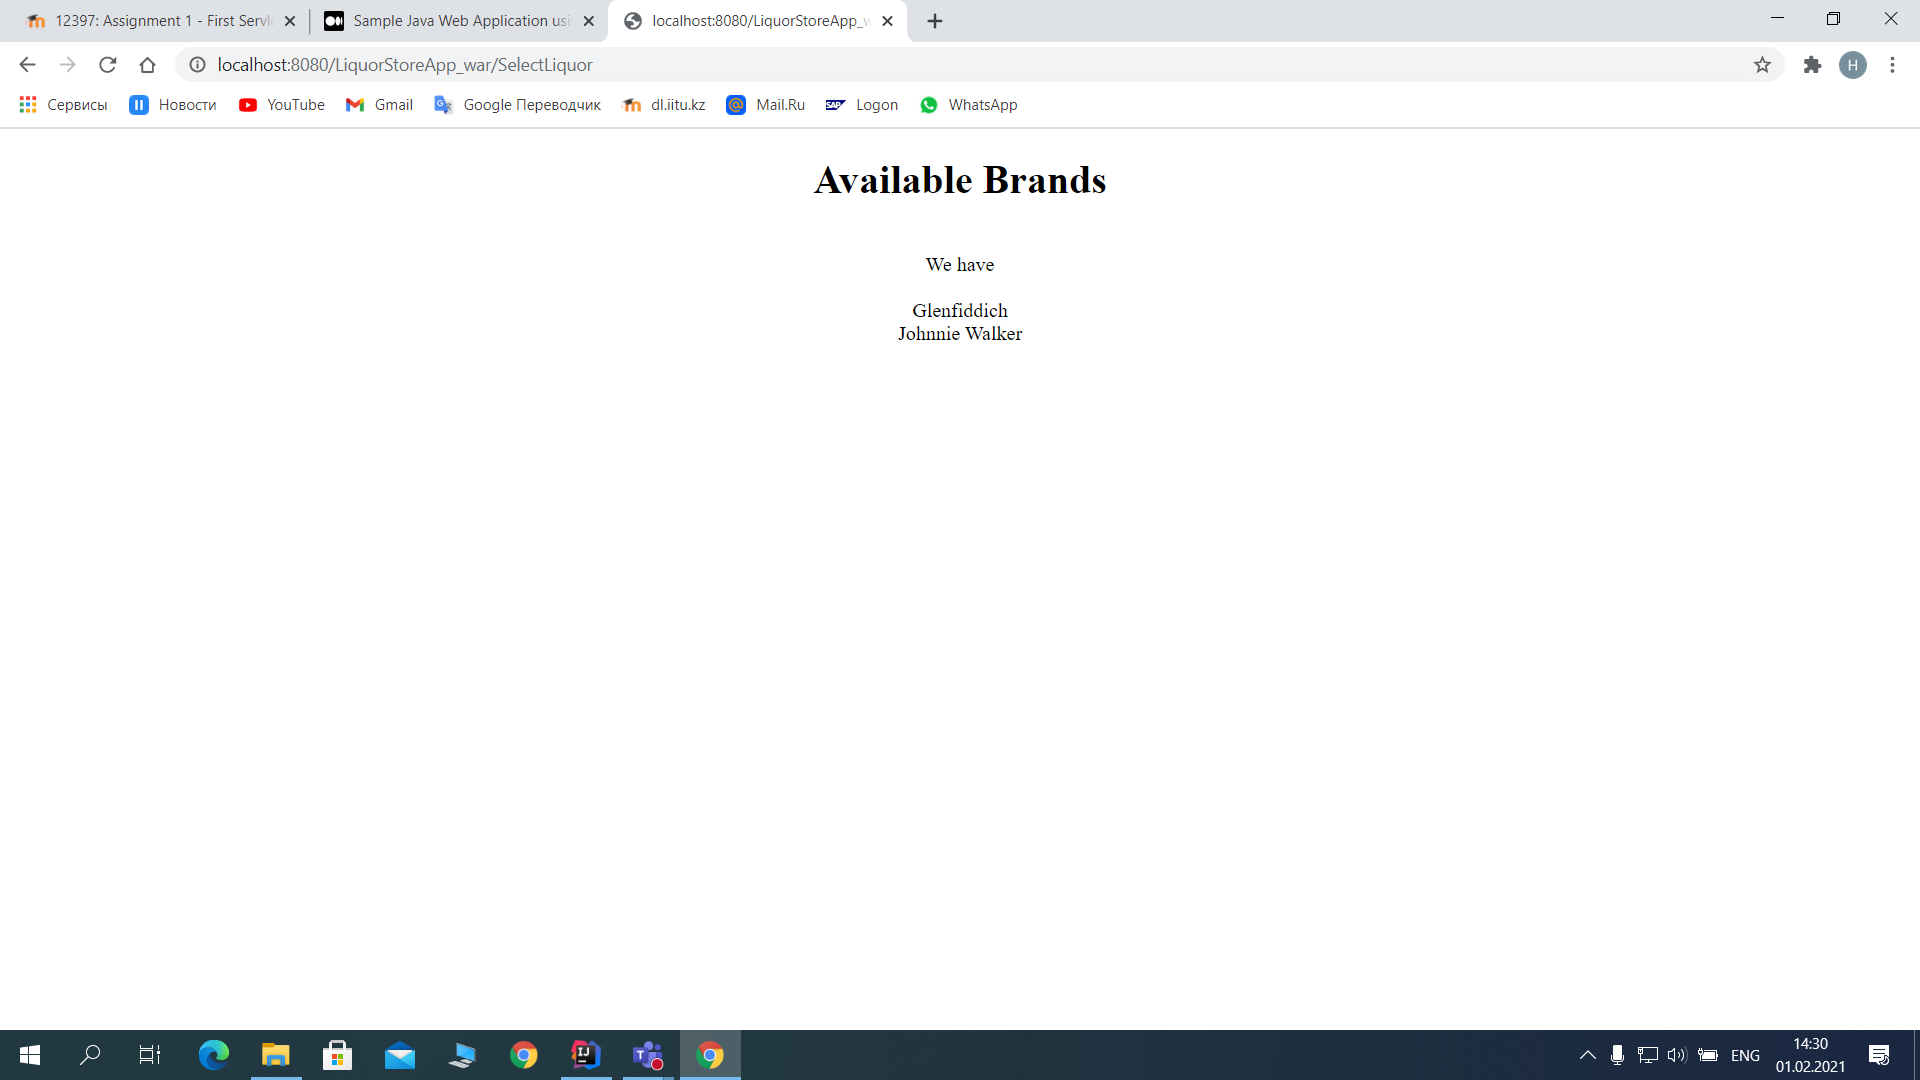 12397: Assignment 1 - First Servle
Sample Java Web Application usi
localhost:8080/LiquorStoreApp_w
localhost:8080/LiquorStoreApp_war/SelectLiquor
H
Сервисы Новости YouTube Gmail Google Переводчик dl.iitu.kz Mail.Ru Logon WhatsApp
Available Brands
We have
Glenfiddich
Johnnie Walker
ENG
14:30
01.02.2021